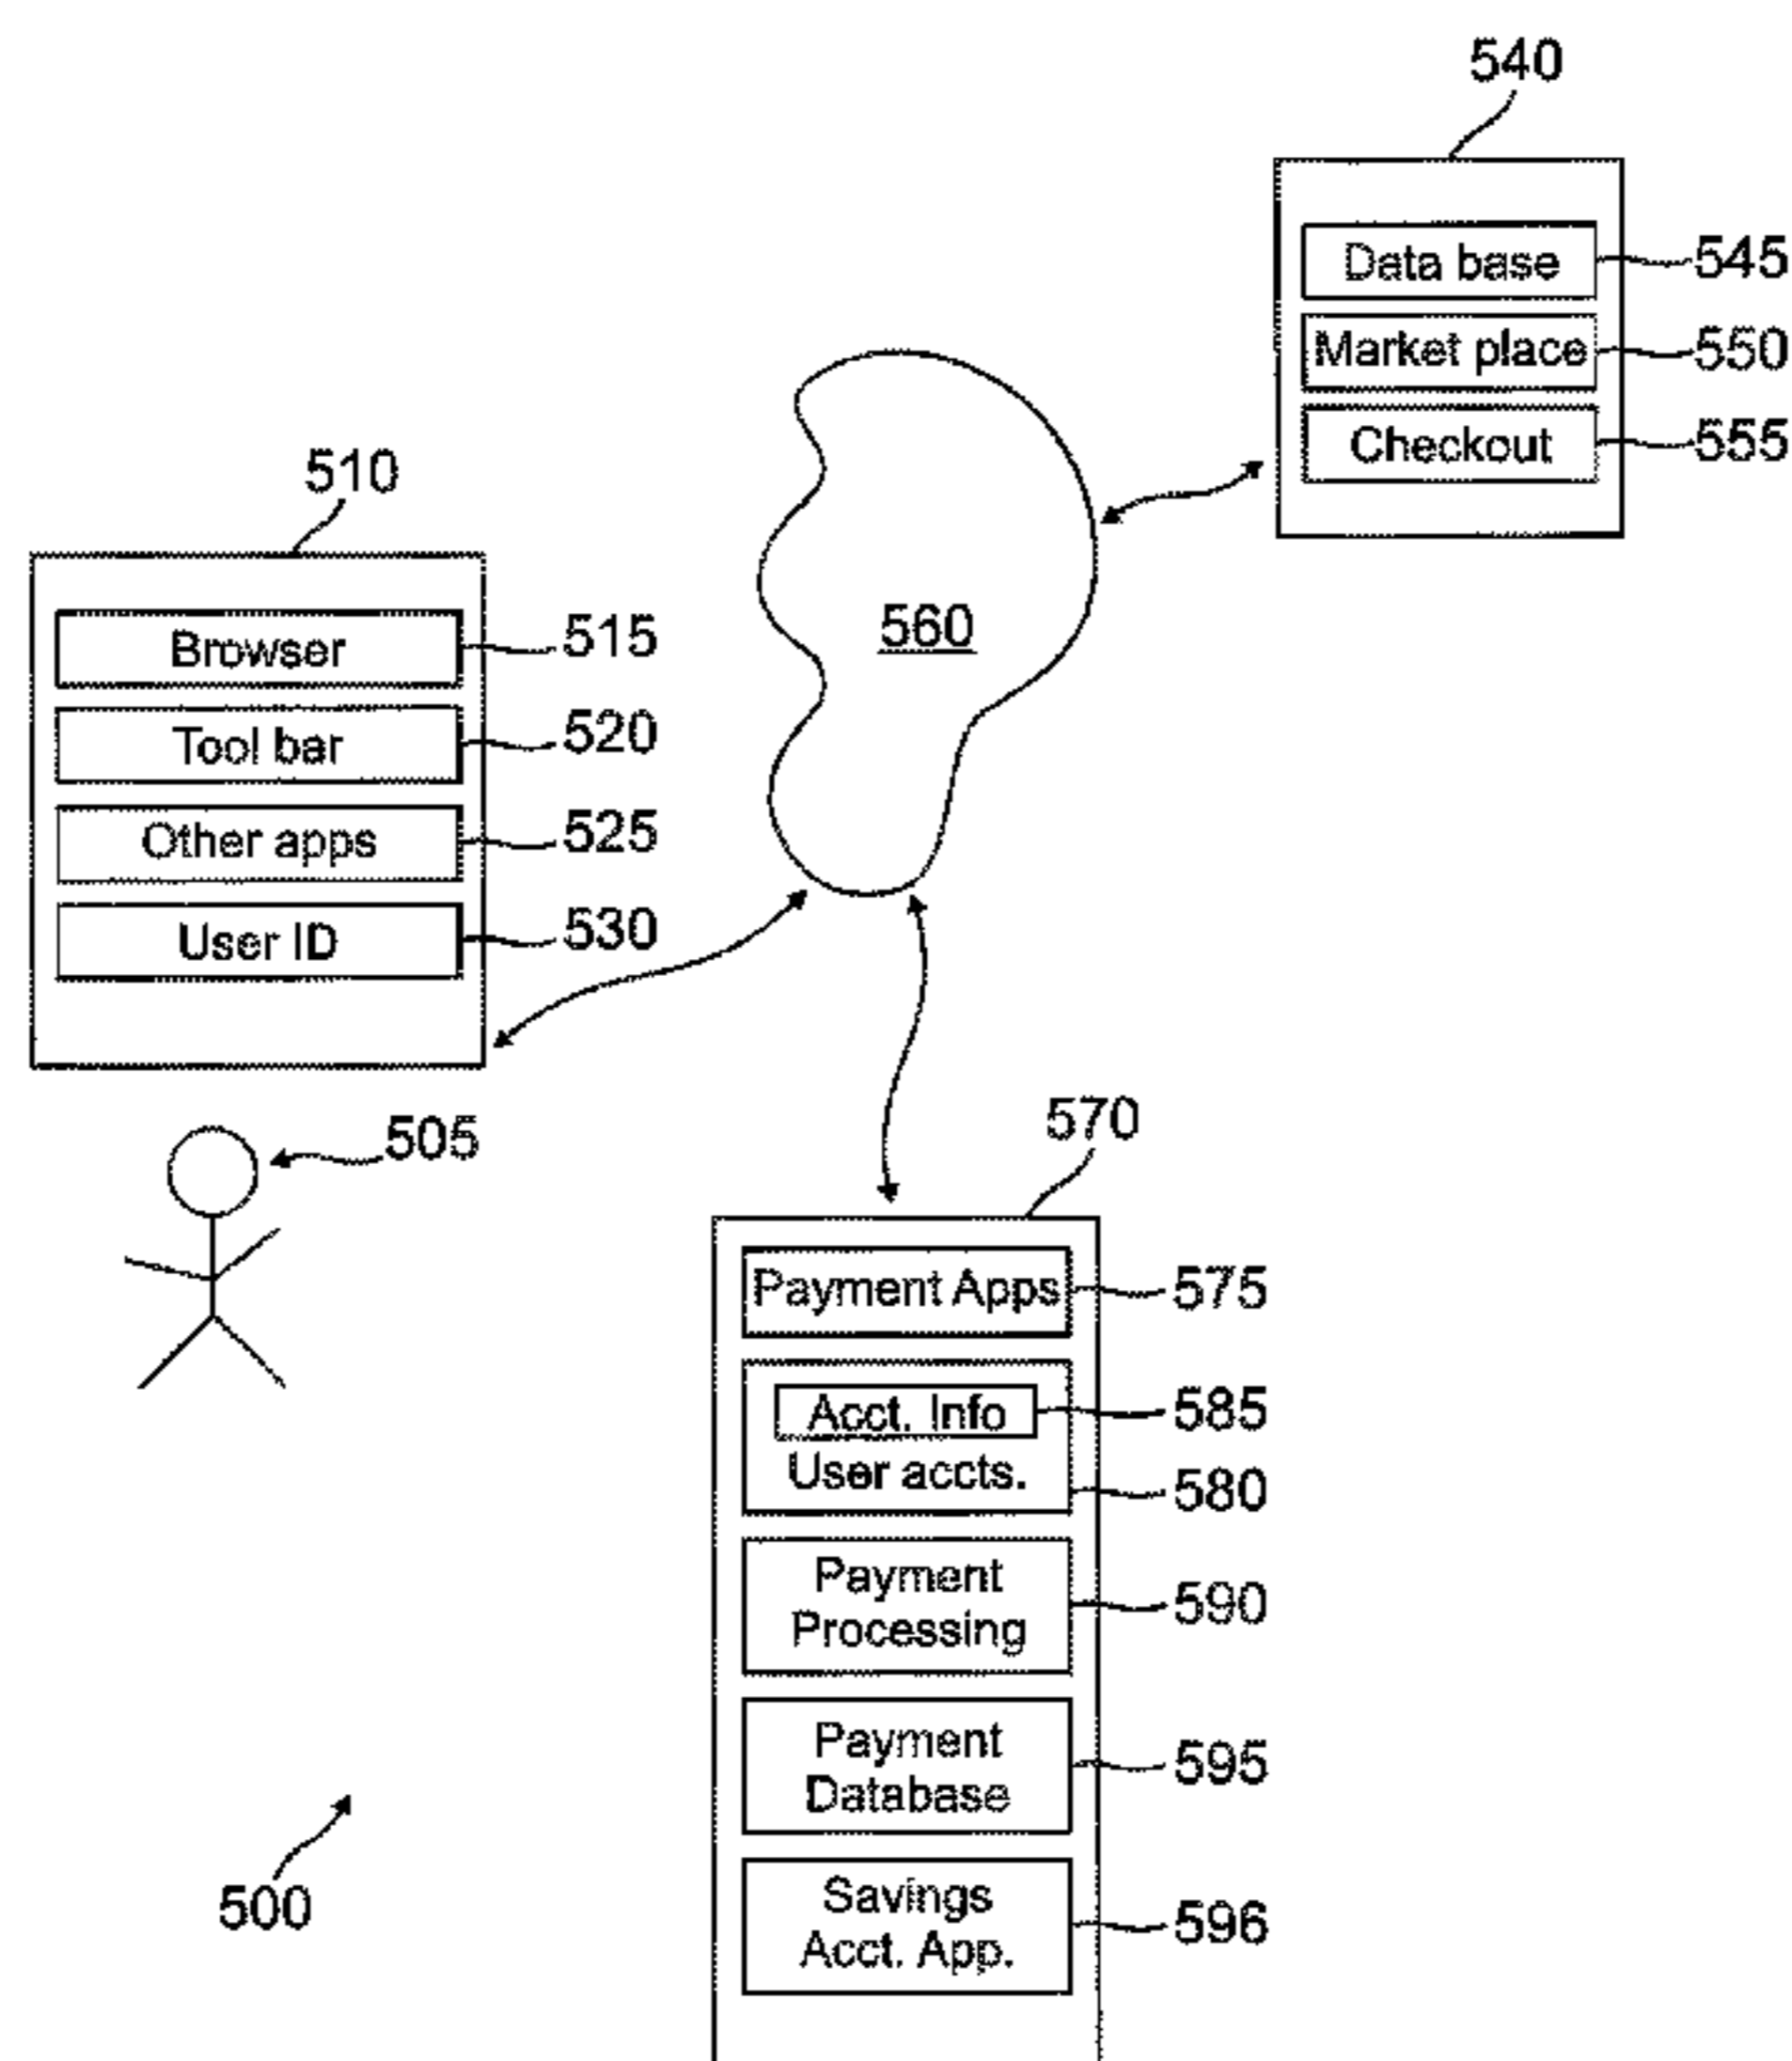 540
Data base
545
Market place
550
Checkout
555
510
Browser
515
Tool bar
520
Other apps
525
User ID
530
560
505
570
Payment Apps
575
Acct. Info
585
User accts.
580
Payment
Processing
590
Payment
Database
595
Savings
Acct. App.
596
500